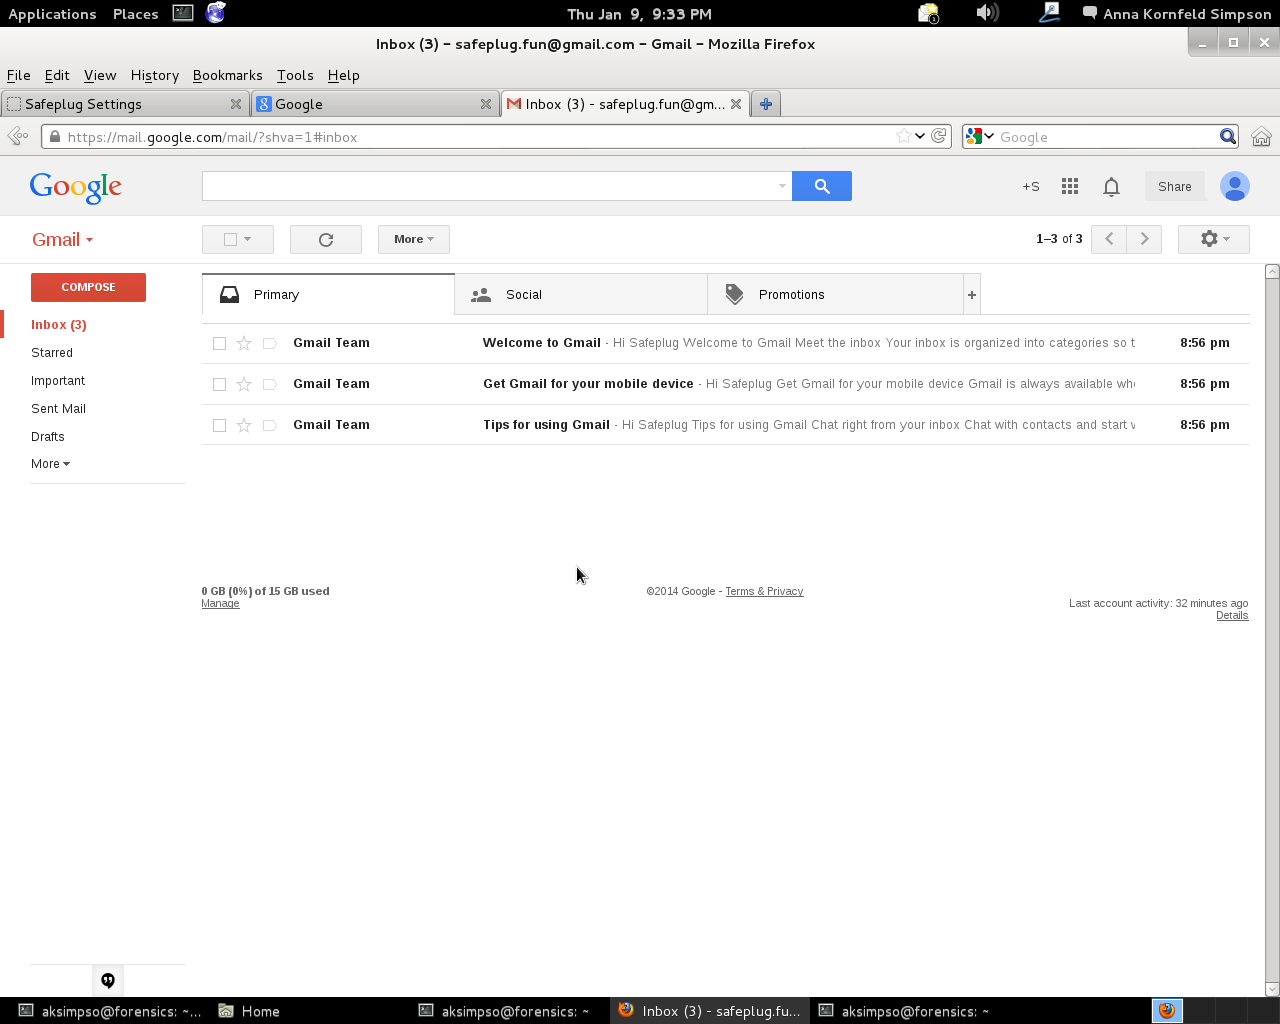 Applications Places Thu Jan 9, 9:33 PM 1 Anna Kornfeld Simpson
Inbox (3) – safeplug.fun@gmail.com – Gmail – Mozilla Firefox
File Edit View History Bookmarks Tools Help
Safeplug Settings 8 Google Inbox (3) - safeplug.fun@gm...
https://mail.google.com/mail/?shva=1#inbox Google
Google +S Share
Gmail More 1–3 of 3
COMPOSE
Primary Social Promotions +
Inbox (3)
Starred
Important
Sent Mail
Drafts
More
Gmail Team Welcome to Gmail - Hi Safeplug Welcome to Gmail Meet the inbox Your inbox is organized into categories so t 8:56 pm
Gmail Team Get Gmail for your mobile device - Hi Safeplug Get Gmail for your mobile device Gmail is always available whe 8:56 pm
Gmail Team Tips for using Gmail - Hi Safeplug Tips for using Gmail Chat right from your inbox Chat with contacts and start v 8:56 pm
0 GB (0%) of 15 GB used
Manage
©2014 Google - Terms & Privacy
Last account activity: 32 minutes ago
Details
aksimpso@forensics: ~... Home aksimpso@forensics: ~ Inbox (3) - safeplug.fu... aksimpso@forensics: ~